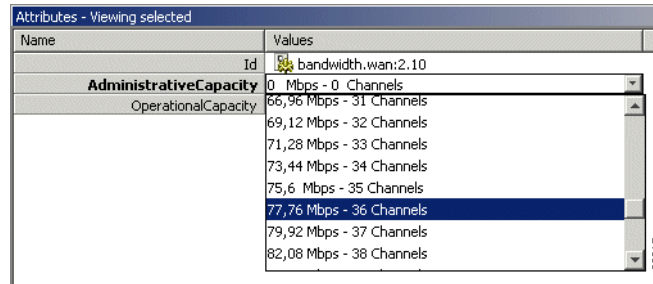 Attributes - Viewing selected
Name Values
Id bandwidth.wan:2.10
AdministrativeCapacity 0 Mbps - 0 Channels
OperationalCapacity 66,96 Mbps - 31 Channels
69,12 Mbps - 32 Channels
71,28 Mbps - 33 Channels
73,44 Mbps - 34 Channels
75,6 Mbps - 35 Channels
77,76 Mbps - 36 Channels
79,92 Mbps - 37 Channels
82,08 Mbps - 38 Channels